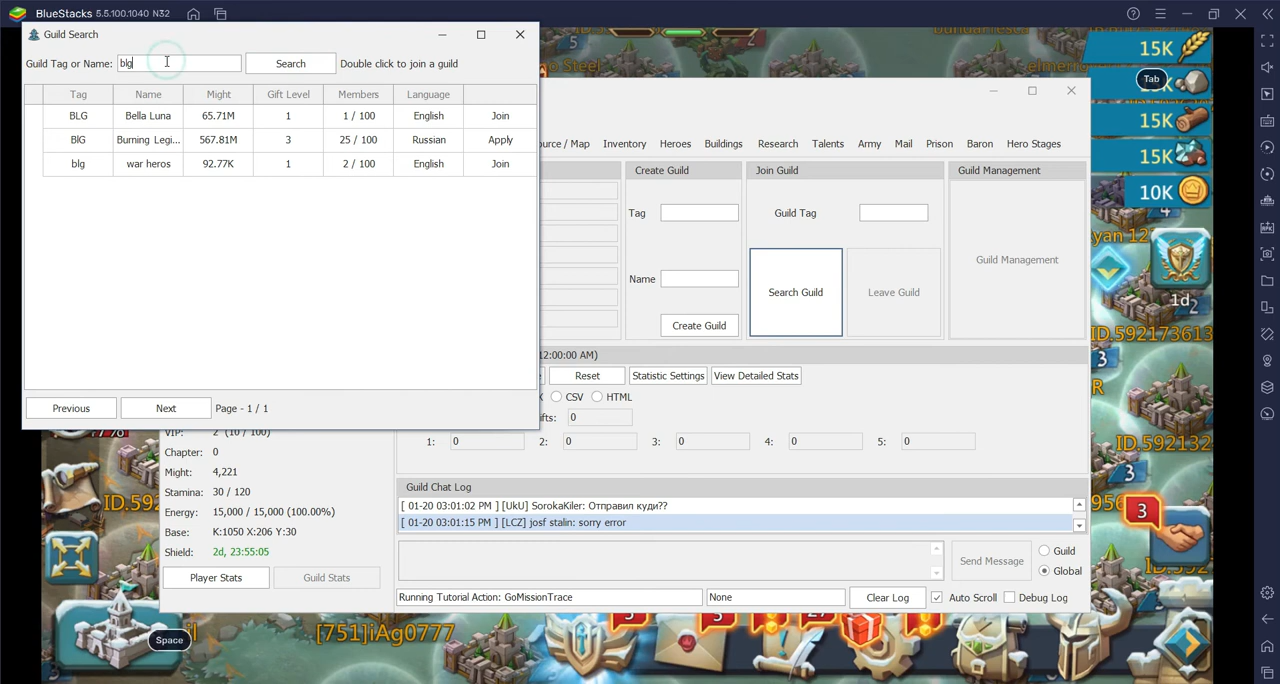 BlueStacks 5.5.100.1040 N32
Guild Search
Guild Tag or Name: blg Search Double click to join a guild
Tag Name Might Gift Level Members Language
BLG Bella Luna 65.71M 1 1 / 100 English Join
BlG Burning Legi... 567.81M 3 25 / 100 Russian Apply
blg war heros 92.77K 1 2 / 100 English Join
Previous Next Page - 1 / 1
5
15K
Tab
15K
15K
10K
Inventory Heroes Buildings Research Talents Army Mail Prison Baron Hero Stages
Create Guild Join Guild Guild Management
Tag Guild Tag
Name
Search Guild Leave Guild Guild Management
Create Guild
12:00:00 AM)
Reset Statistic Settings View Detailed Stats
CSV HTML
0
1: 0 2: 0 3: 0 4: 0 5: 0
VIP: 2 (10 / 100)
Chapter: 0
Might: 4,221
Stamina: 30 / 120
Energy: 15,000 / 15,000 (100.00%)
Base: K:1050 X:206 Y:30
Shield: 2d, 23:55:05
Player Stats Guild Stats
Guild Chat Log
[ 01-20 03:01:02 PM ] [UkU] SorokaKiler: Отправил куди??
[ 01-20 03:01:15 PM ] [LCZ] josf stalin: sorry error
Send Message Guild
Global
Running Tutorial Action: GoMissionTrace None Clear Log Auto Scroll Debug Log
1d
ID.592173613
3
ID.592132
3
3
Space
[751]iAg0777